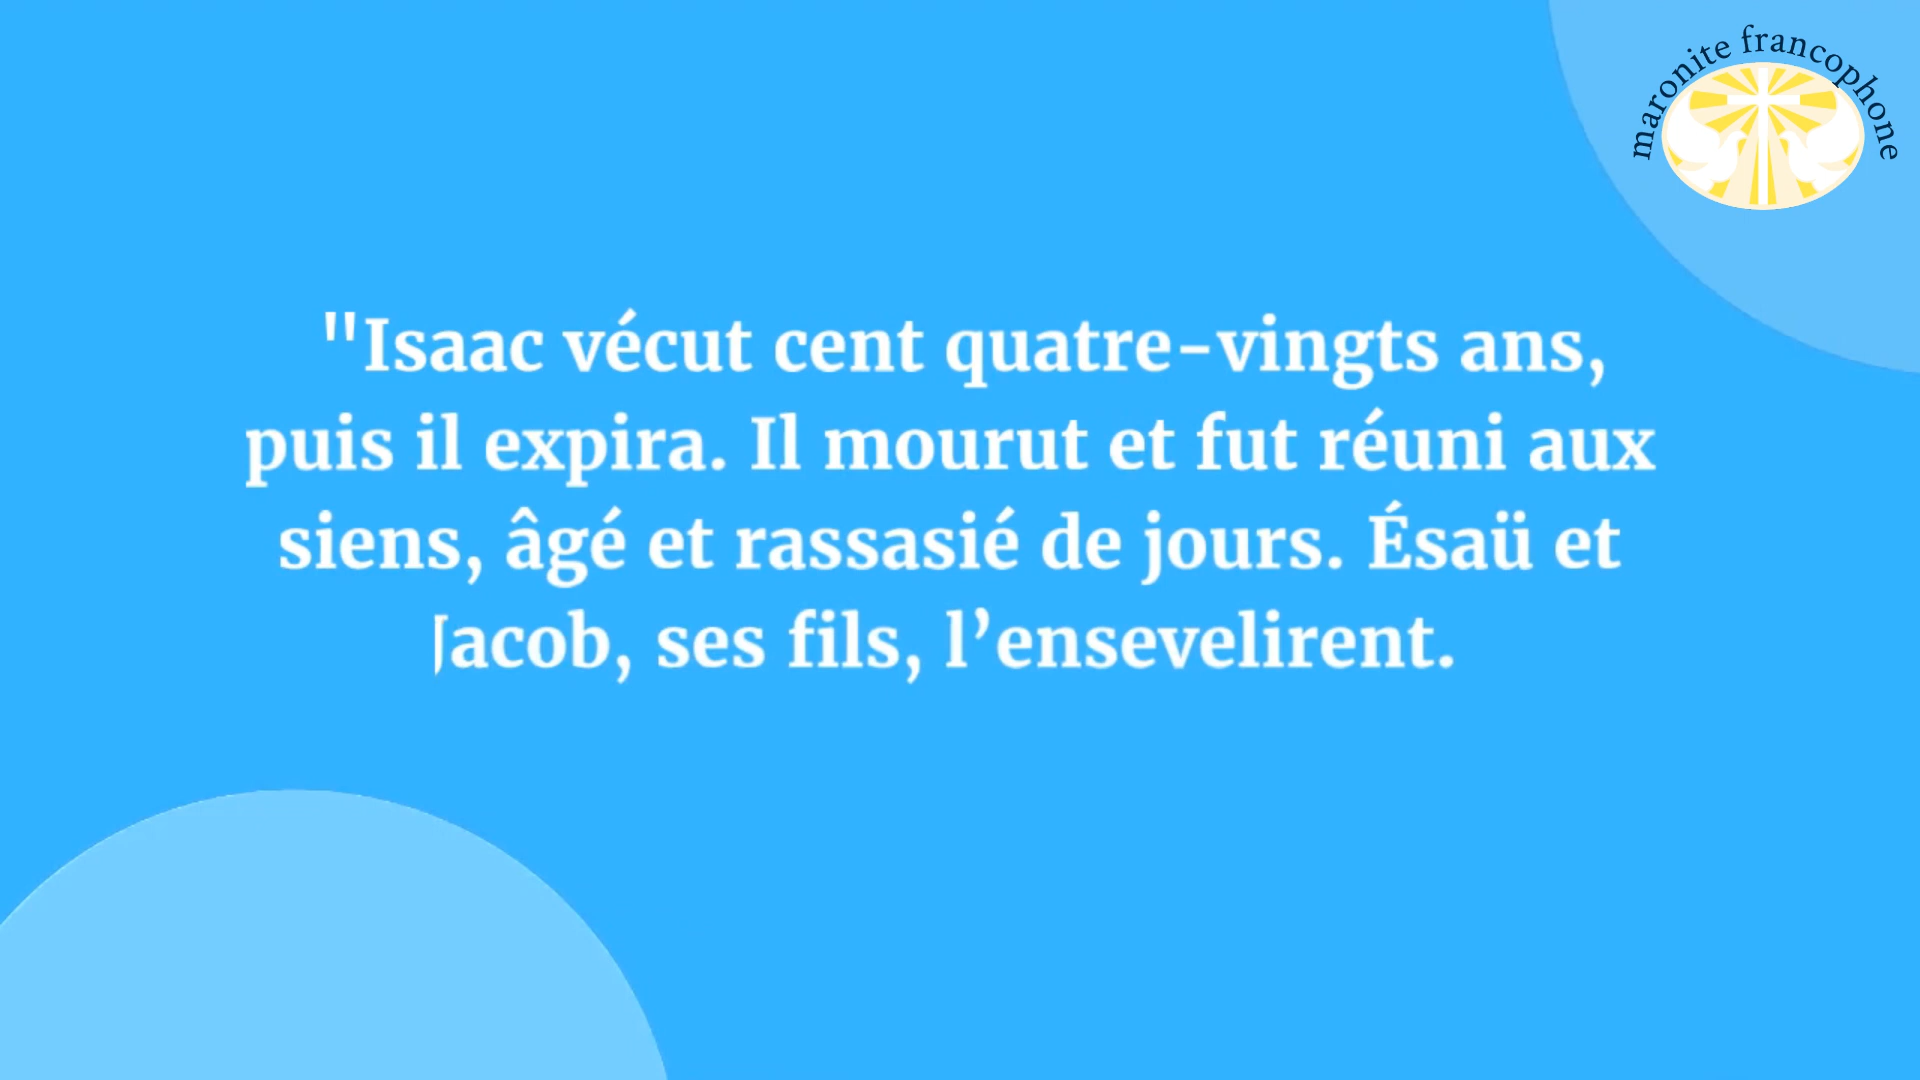 maronite francophone
"Isaac vécut cent quatre-vingts ans,
puis il expira. Il mourut et fut réuni aux
siens, âgé et rassasié de jours. Ésaü et
Jacob, ses fils, l’ensevelirent.